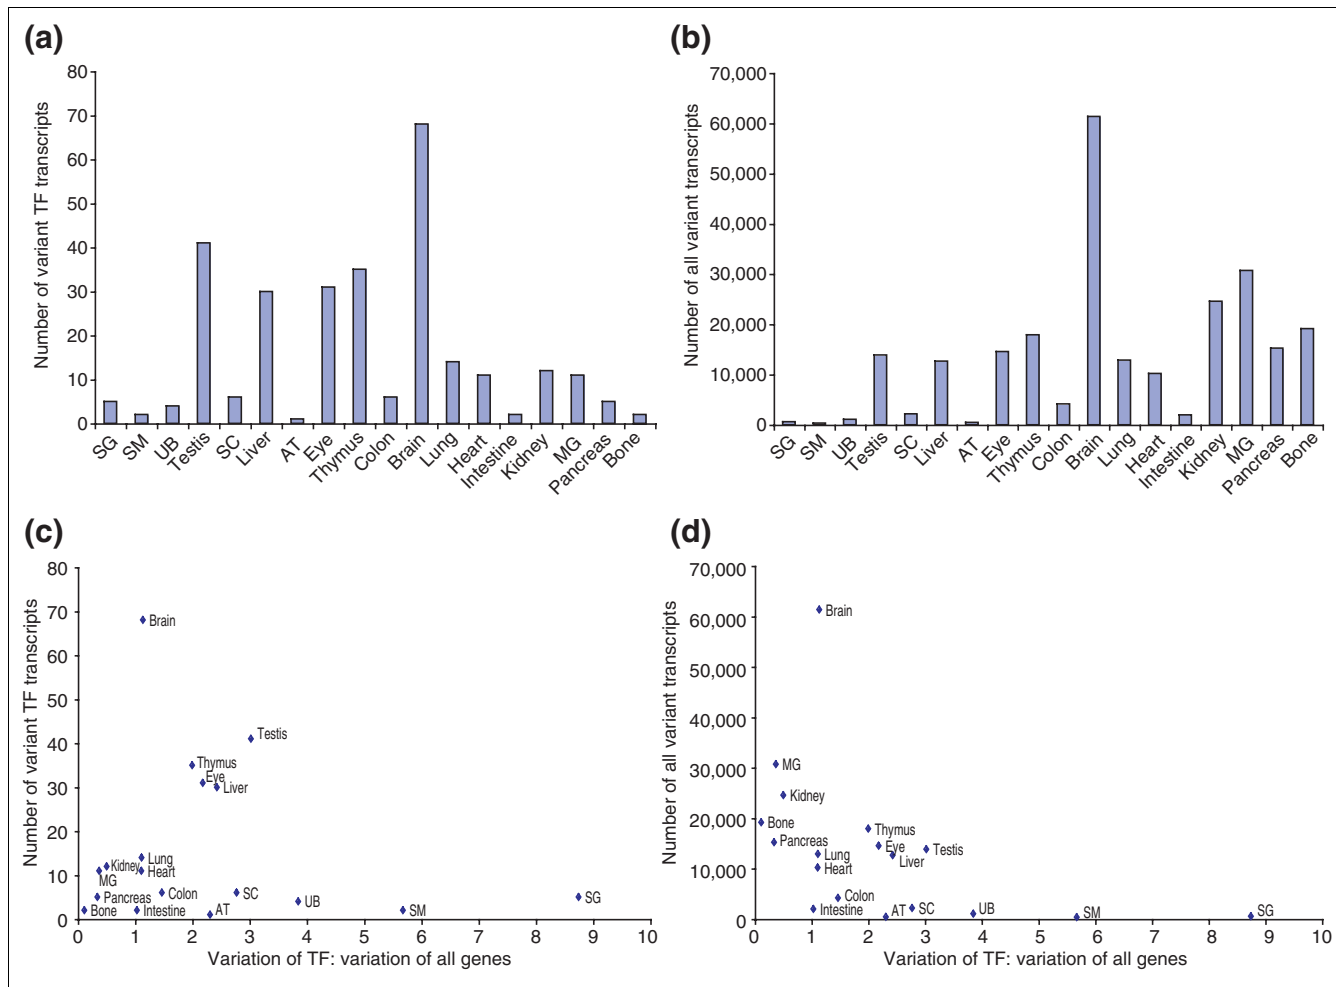 (a)
Number of variant TF transcripts
80
70
60
50
40
30
20
10
0
SG
SM
UB
Testis
SC
Liver
AT
Eye
Thymus
Colon
Brain
Lung
Heart
Intestine
Kidney
MG
Pancreas
Bone
(b)
Number of all variant transcripts
70,000
60,000
50,000
40,000
30,000
20,000
10,000
0
SG
SM
UB
Testis
SC
Liver
AT
Eye
Thymus
Colon
Brain
Lung
Heart
Intestine
Kidney
MG
Pancreas
Bone
(c)
Number of variant TF transcripts
80
70
60
50
40
30
20
10
0
Brain
Testis
Thymus
Eye
Liver
Lung
Kidney
Heart
MG
Pancreas
Colon
SC
UB
SG
Bone
Intestine
AT
SM
0 1 2 3 4 5 6 7 8 9 10
Variation of TF: variation of all genes
(d)
Number of all variant transcripts
70,000
60,000
50,000
40,000
30,000
20,000
10,000
0
Brain
MG
Kidney
Bone
Thymus
Pancreas
Eye
Testis
Lung
Liver
Heart
Colon
Intestine
AT
SC
UB
SM
SG
0 1 2 3 4 5 6 7 8 9 10
Variation of TF: variation of all genes